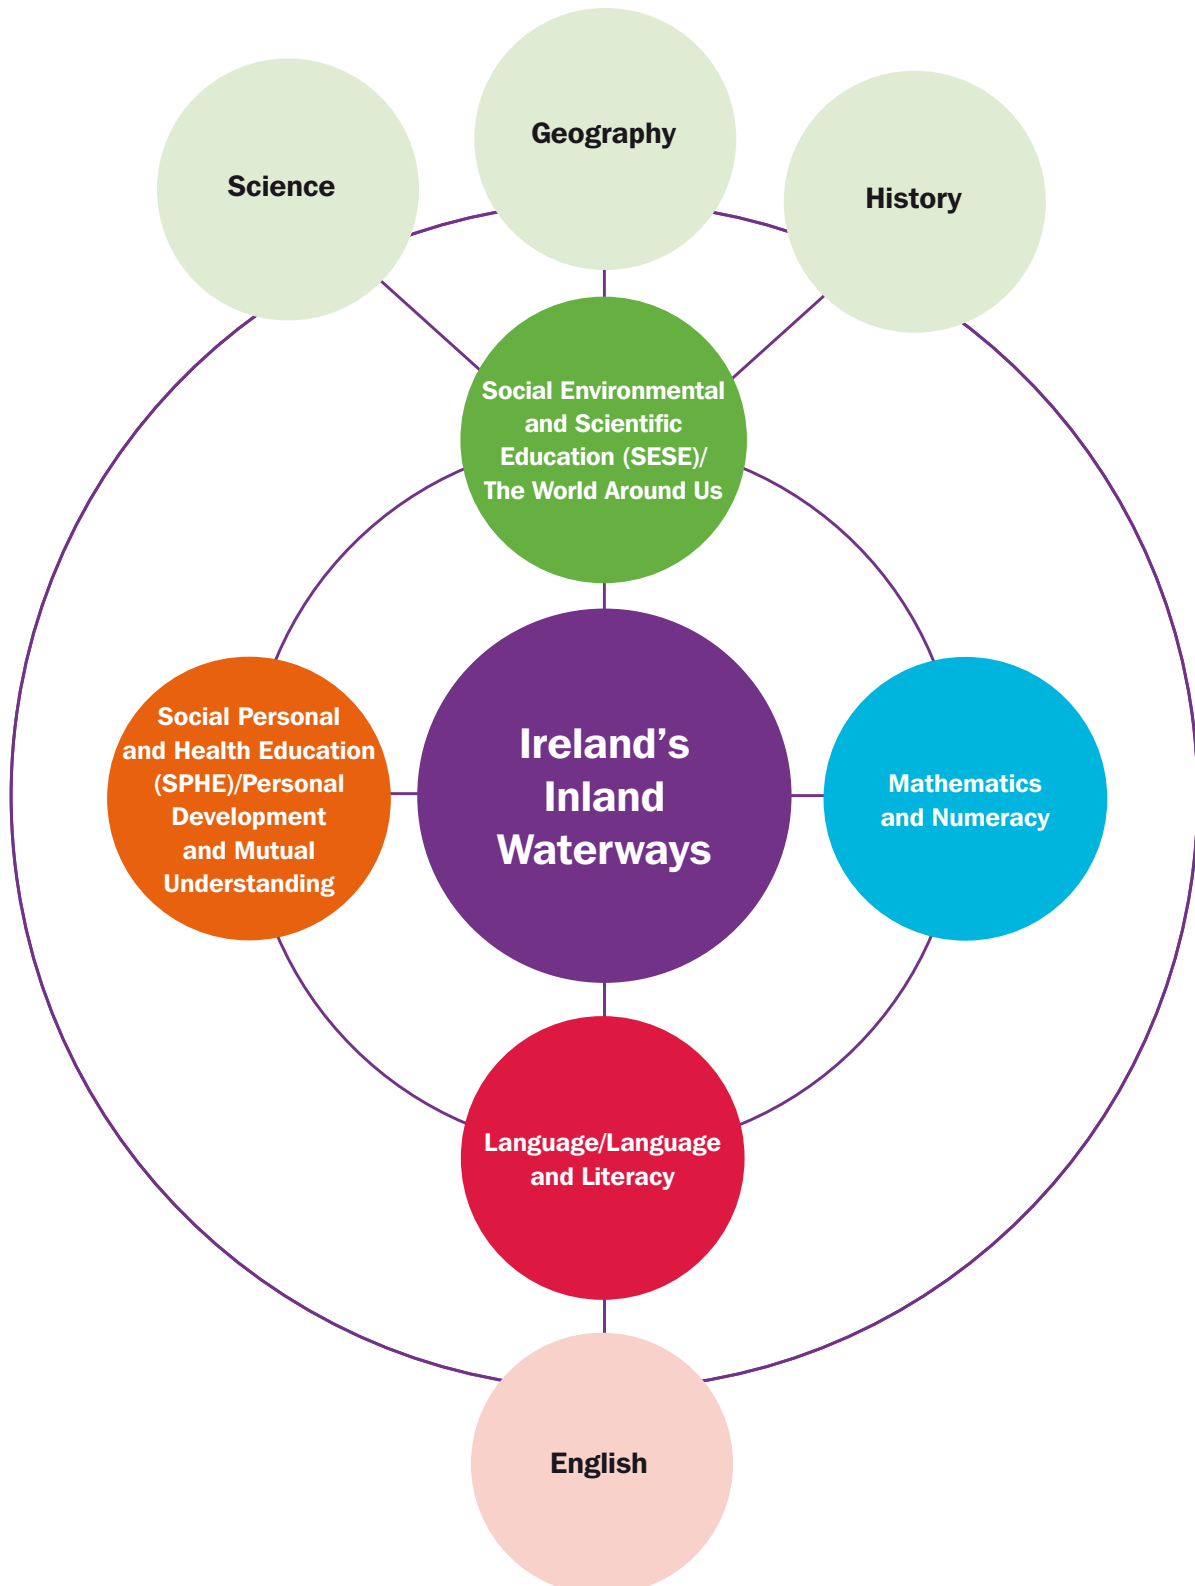 Geography
Science
History
Social Environmental
and Scientific
Education (SESE)/
The World Around Us
Social Personal
and Health Education
(SPHE)/Personal
Development
and Mutual
Understanding
Ireland’s
Inland
Waterways
Mathematics
and Numeracy
Language/Language
and Literacy
English